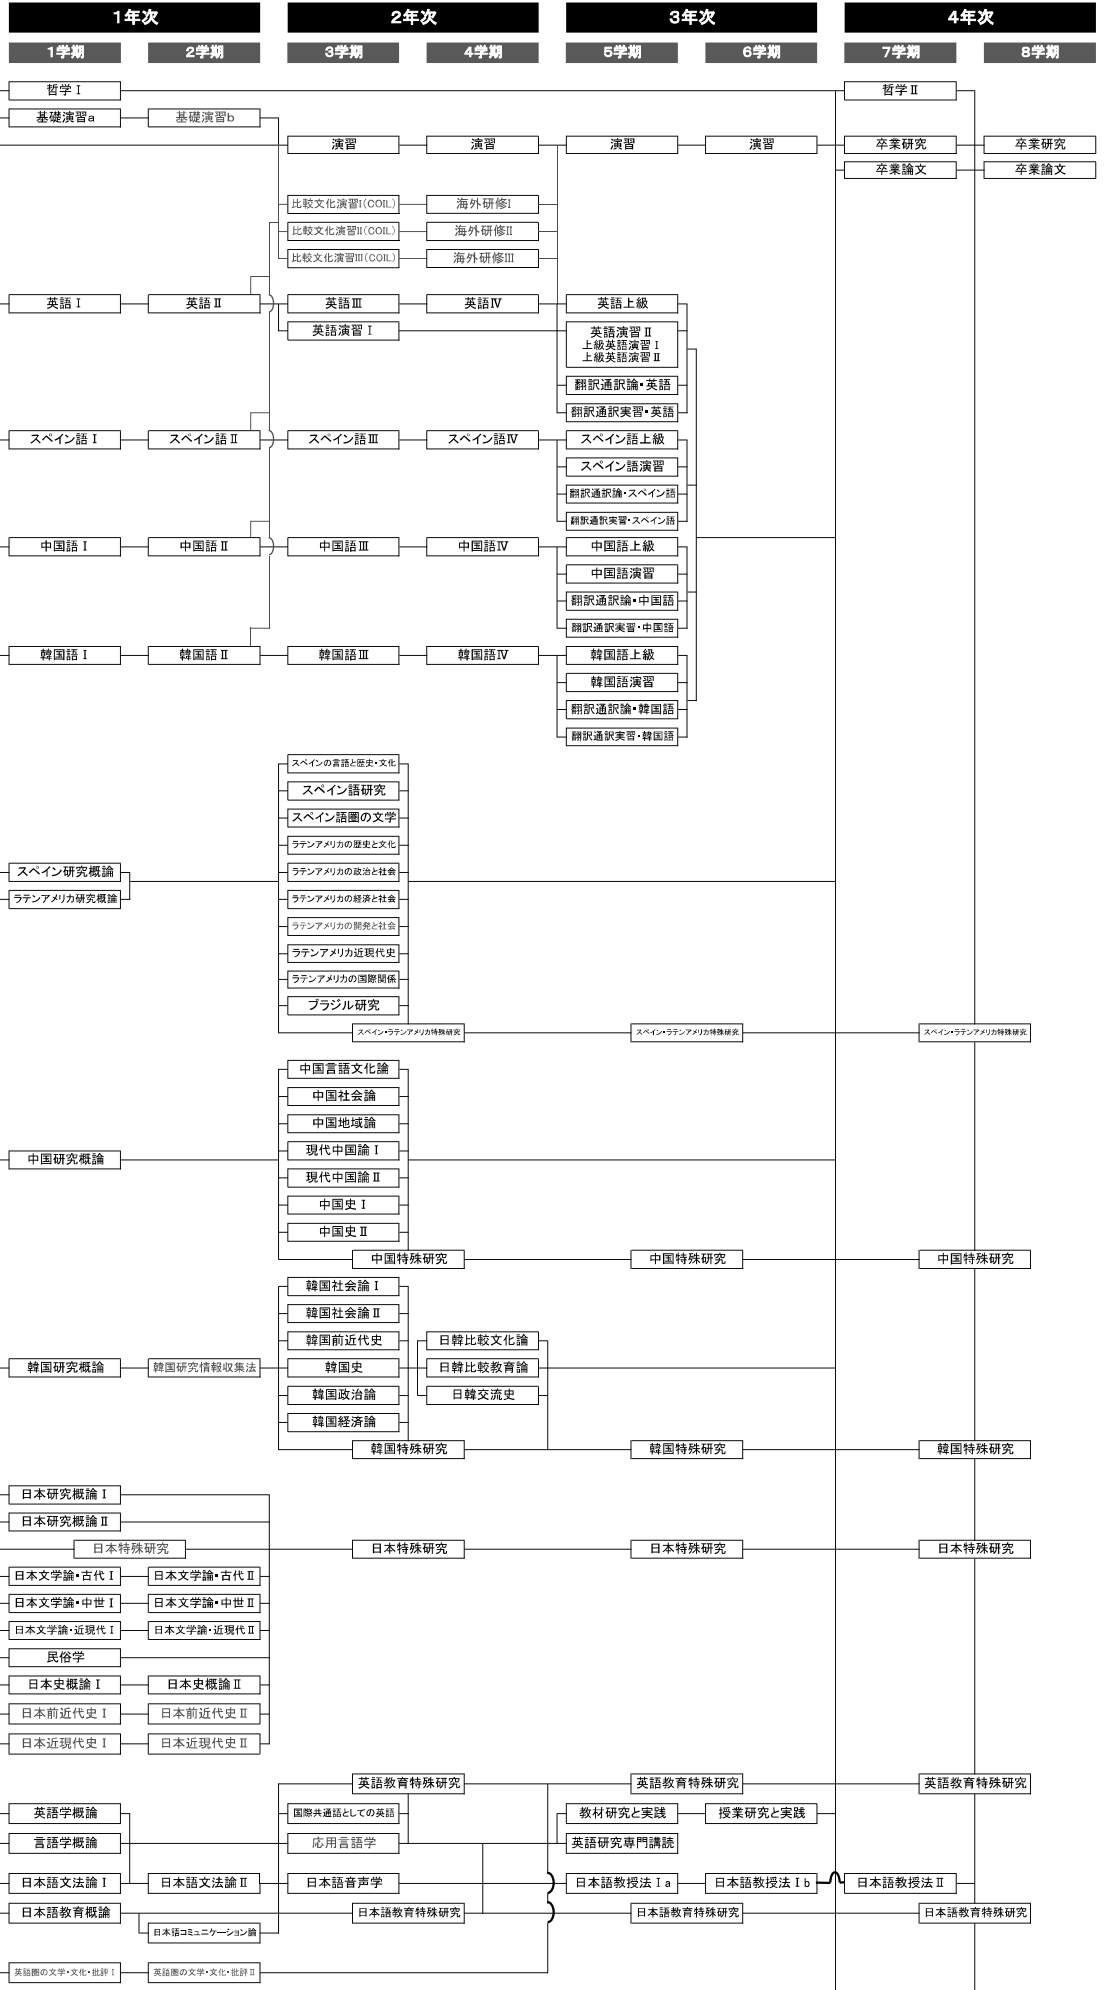 1年次 2年次 3年次 4年次
1学期 2学期 3学期 4学期 5学期 6学期 7学期 8学期
哲学Ⅰ 哲学Ⅱ
基礎演習a 基礎演習b
演習 演習 演習 演習 卒業研究 卒業研究
卒業論文 卒業論文
比較文化演習Ⅰ(COIL) 海外研修Ⅰ
比較文化演習Ⅱ(COIL) 海外研修Ⅱ
比較文化演習Ⅲ(COIL) 海外研修Ⅲ
英語Ⅰ 英語Ⅱ 英語Ⅲ 英語Ⅳ 英語上級
英語演習Ⅰ 英語演習Ⅱ
上級英語演習Ⅰ
上級英語演習Ⅱ
翻訳通訳論・英語
翻訳通訳実習・英語
スペイン語Ⅰ スペイン語Ⅱ スペイン語Ⅲ スペイン語Ⅳ スペイン語上級
スペイン語演習
翻訳通訳論・スペイン語
翻訳通訳実習・スペイン語
中国語Ⅰ 中国語Ⅱ 中国語Ⅲ 中国語Ⅳ 中国語上級
中国語演習
翻訳通訳論・中国語
翻訳通訳実習・中国語
韓国語Ⅰ 韓国語Ⅱ 韓国語Ⅲ 韓国語Ⅳ 韓国語上級
韓国語演習
翻訳通訳論・韓国語
翻訳通訳実習・韓国語
スペインの言語と歴史・文化
スペイン語研究
スペイン語圏の文学
ラテンアメリカの歴史と文化
スペイン研究概論 ラテンアメリカの政治と社会
ラテンアメリカ研究概論 ラテンアメリカの経済と社会
ラテンアメリカの開発と社会
ラテンアメリカ近現代史
ラテンアメリカの国際関係
ブラジル研究
スペイン・ラテンアメリカ特殊研究 スペイン・ラテンアメリカ特殊研究 スペイン・ラテンアメリカ特殊研究
中国言語文化論
中国社会論
中国地域論
現代中国論Ⅰ
中国研究概論
現代中国論Ⅱ
中国史Ⅰ
中国史Ⅱ
中国特殊研究 中国特殊研究 中国特殊研究
韓国社会論Ⅰ
韓国社会論Ⅱ
韓国前近代史 日韓比較文化論
韓国研究概論 韓国研究情報収集法 韓国史 日韓比較教育論
韓国政治論 日韓交流史
韓国経済論
韓国特殊研究 韓国特殊研究 韓国特殊研究
日本研究概論Ⅰ
日本研究概論Ⅱ
日本特殊研究 日本特殊研究 日本特殊研究 日本特殊研究
日本文学論・古代Ⅰ 日本文学論・古代Ⅱ
日本文学論・中世Ⅰ 日本文学論・中世Ⅱ
日本文学論・近現代Ⅰ 日本文学論・近現代Ⅱ
民俗学
日本史概論Ⅰ 日本史概論Ⅱ
日本前近代史Ⅰ 日本前近代史Ⅱ
日本近現代史Ⅰ 日本近現代史Ⅱ
英語教育特殊研究 英語教育特殊研究 英語教育特殊研究
英語学概論 国際共通語としての英語 教材研究と実践 授業研究と実践
言語学概論 応用言語学 英語研究専門講読
日本語文法論Ⅰ 日本語文法論Ⅱ 日本語音声学 日本語教授法Ⅰa 日本語教授法Ⅰb 日本語教授法Ⅱ
日本語教育概論 日本語教育特殊研究 日本語教育特殊研究 日本語教育特殊研究
日本語コミュニケーション論
英語圏の文学・文化・批評Ⅰ 英語圏の文学・文化・批評Ⅱ